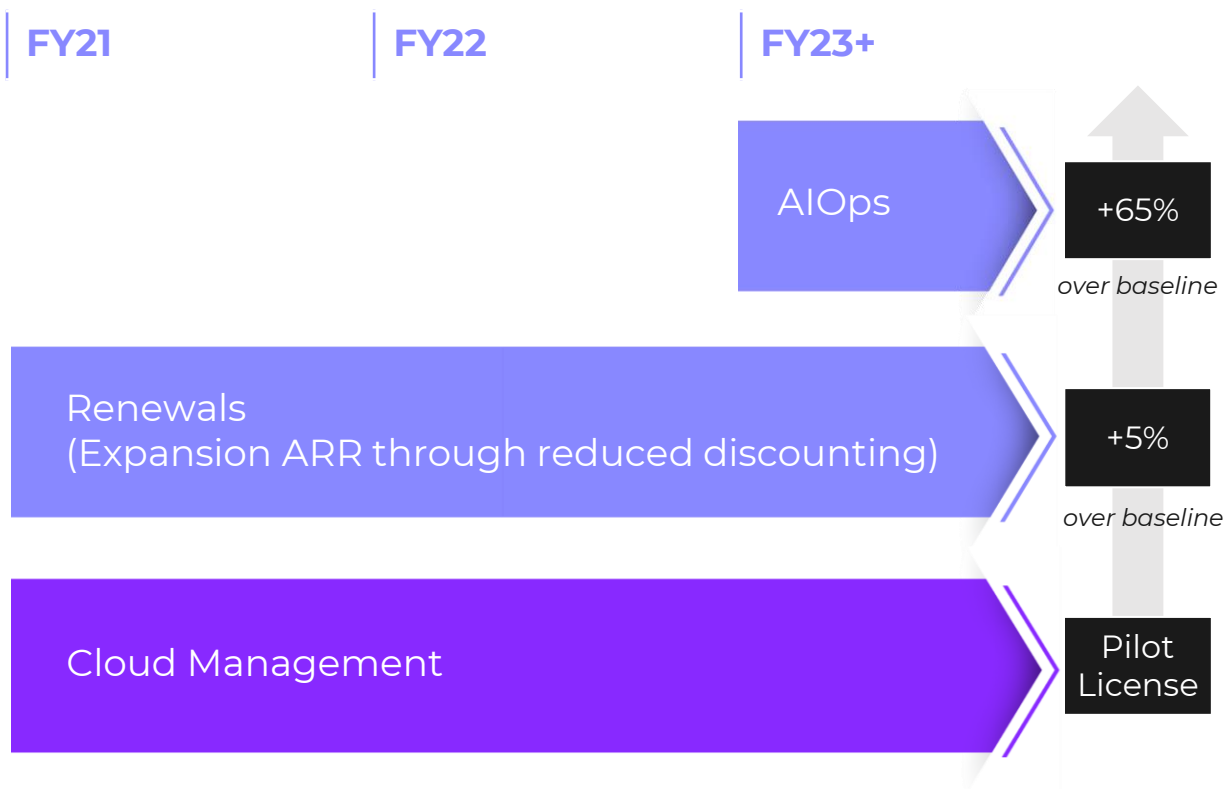 FY21
FY22
FY23+
AIOps
+65%
over baseline
Renewals
(Expansion ARR through reduced discounting)
+5%
over baseline
Cloud Management
Pilot
License